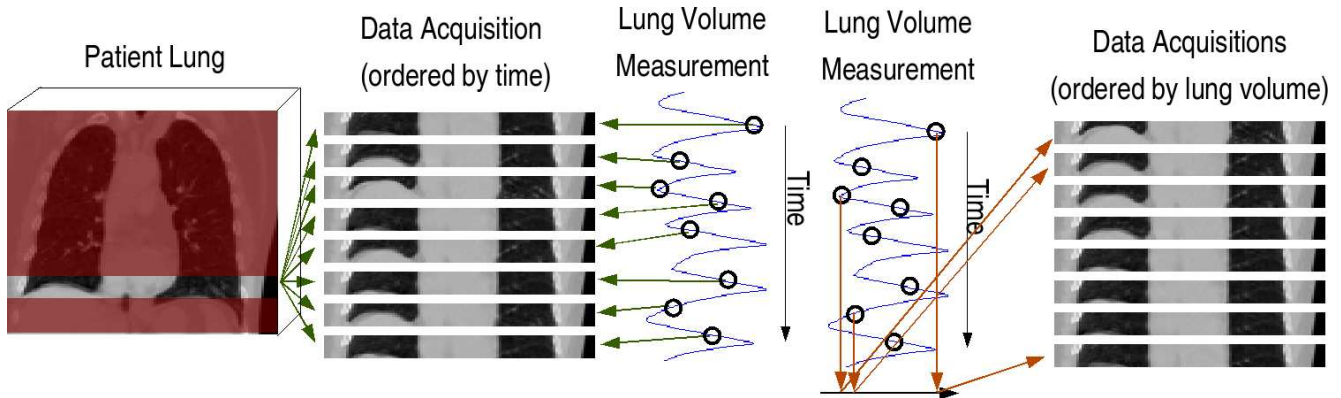 Patient Lung
Data Acquisition
(ordered by time)
Lung Volume
Measurement
Time
Lung Volume
Measurement
Time
Data Acquisitions
(ordered by lung volume)